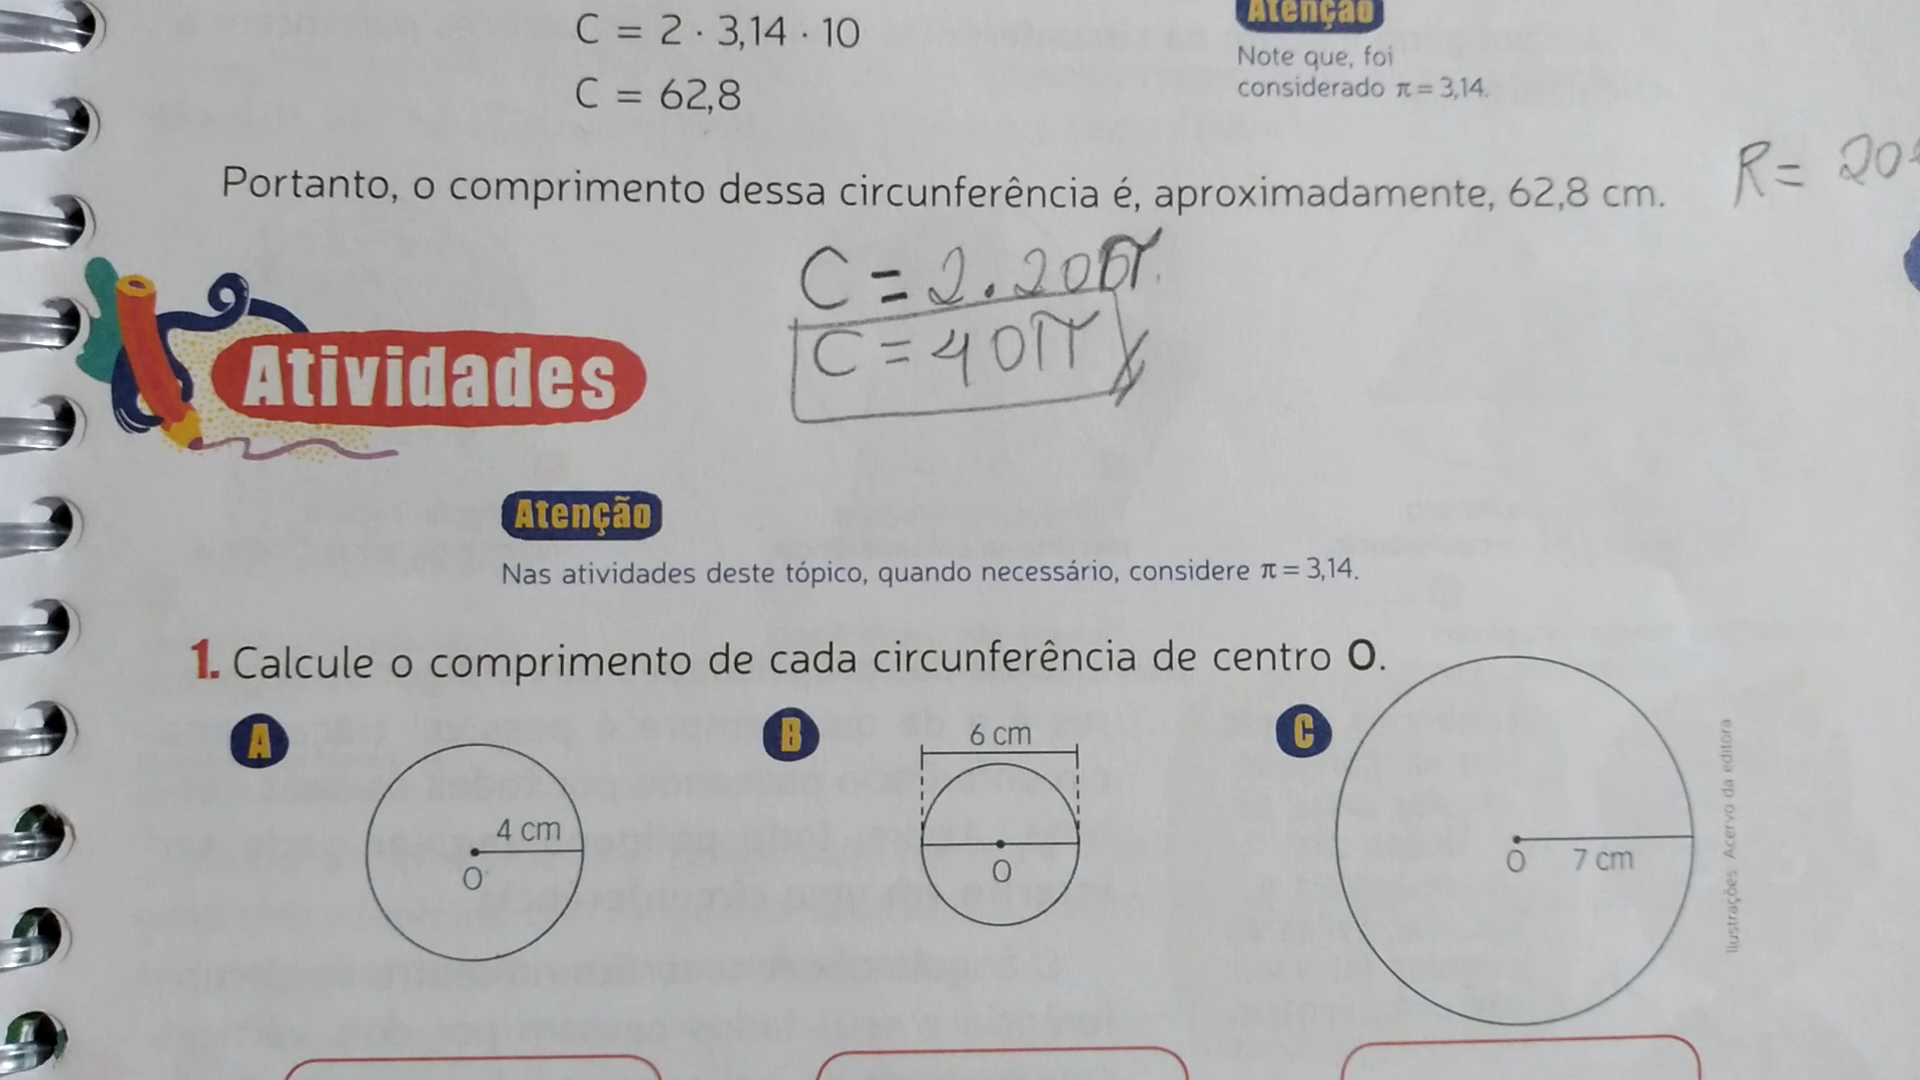 C = 2 · 3,14 · 10
C = 62,8
Atenção
Note que, foi
considerado π = 3,14.
Portanto, o comprimento dessa circunferência é, aproximadamente, 62,8 cm.
R = 20
C = 2 . 20π
C = 40π
Atividades
Atenção
Nas atividades deste tópico, quando necessário, considere π = 3,14.
1. Calcule o comprimento de cada circunferência de centro O.
A
4 cm
O
B
6 cm
O
C
O
7 cm
Ilustrações: Acervo da editora